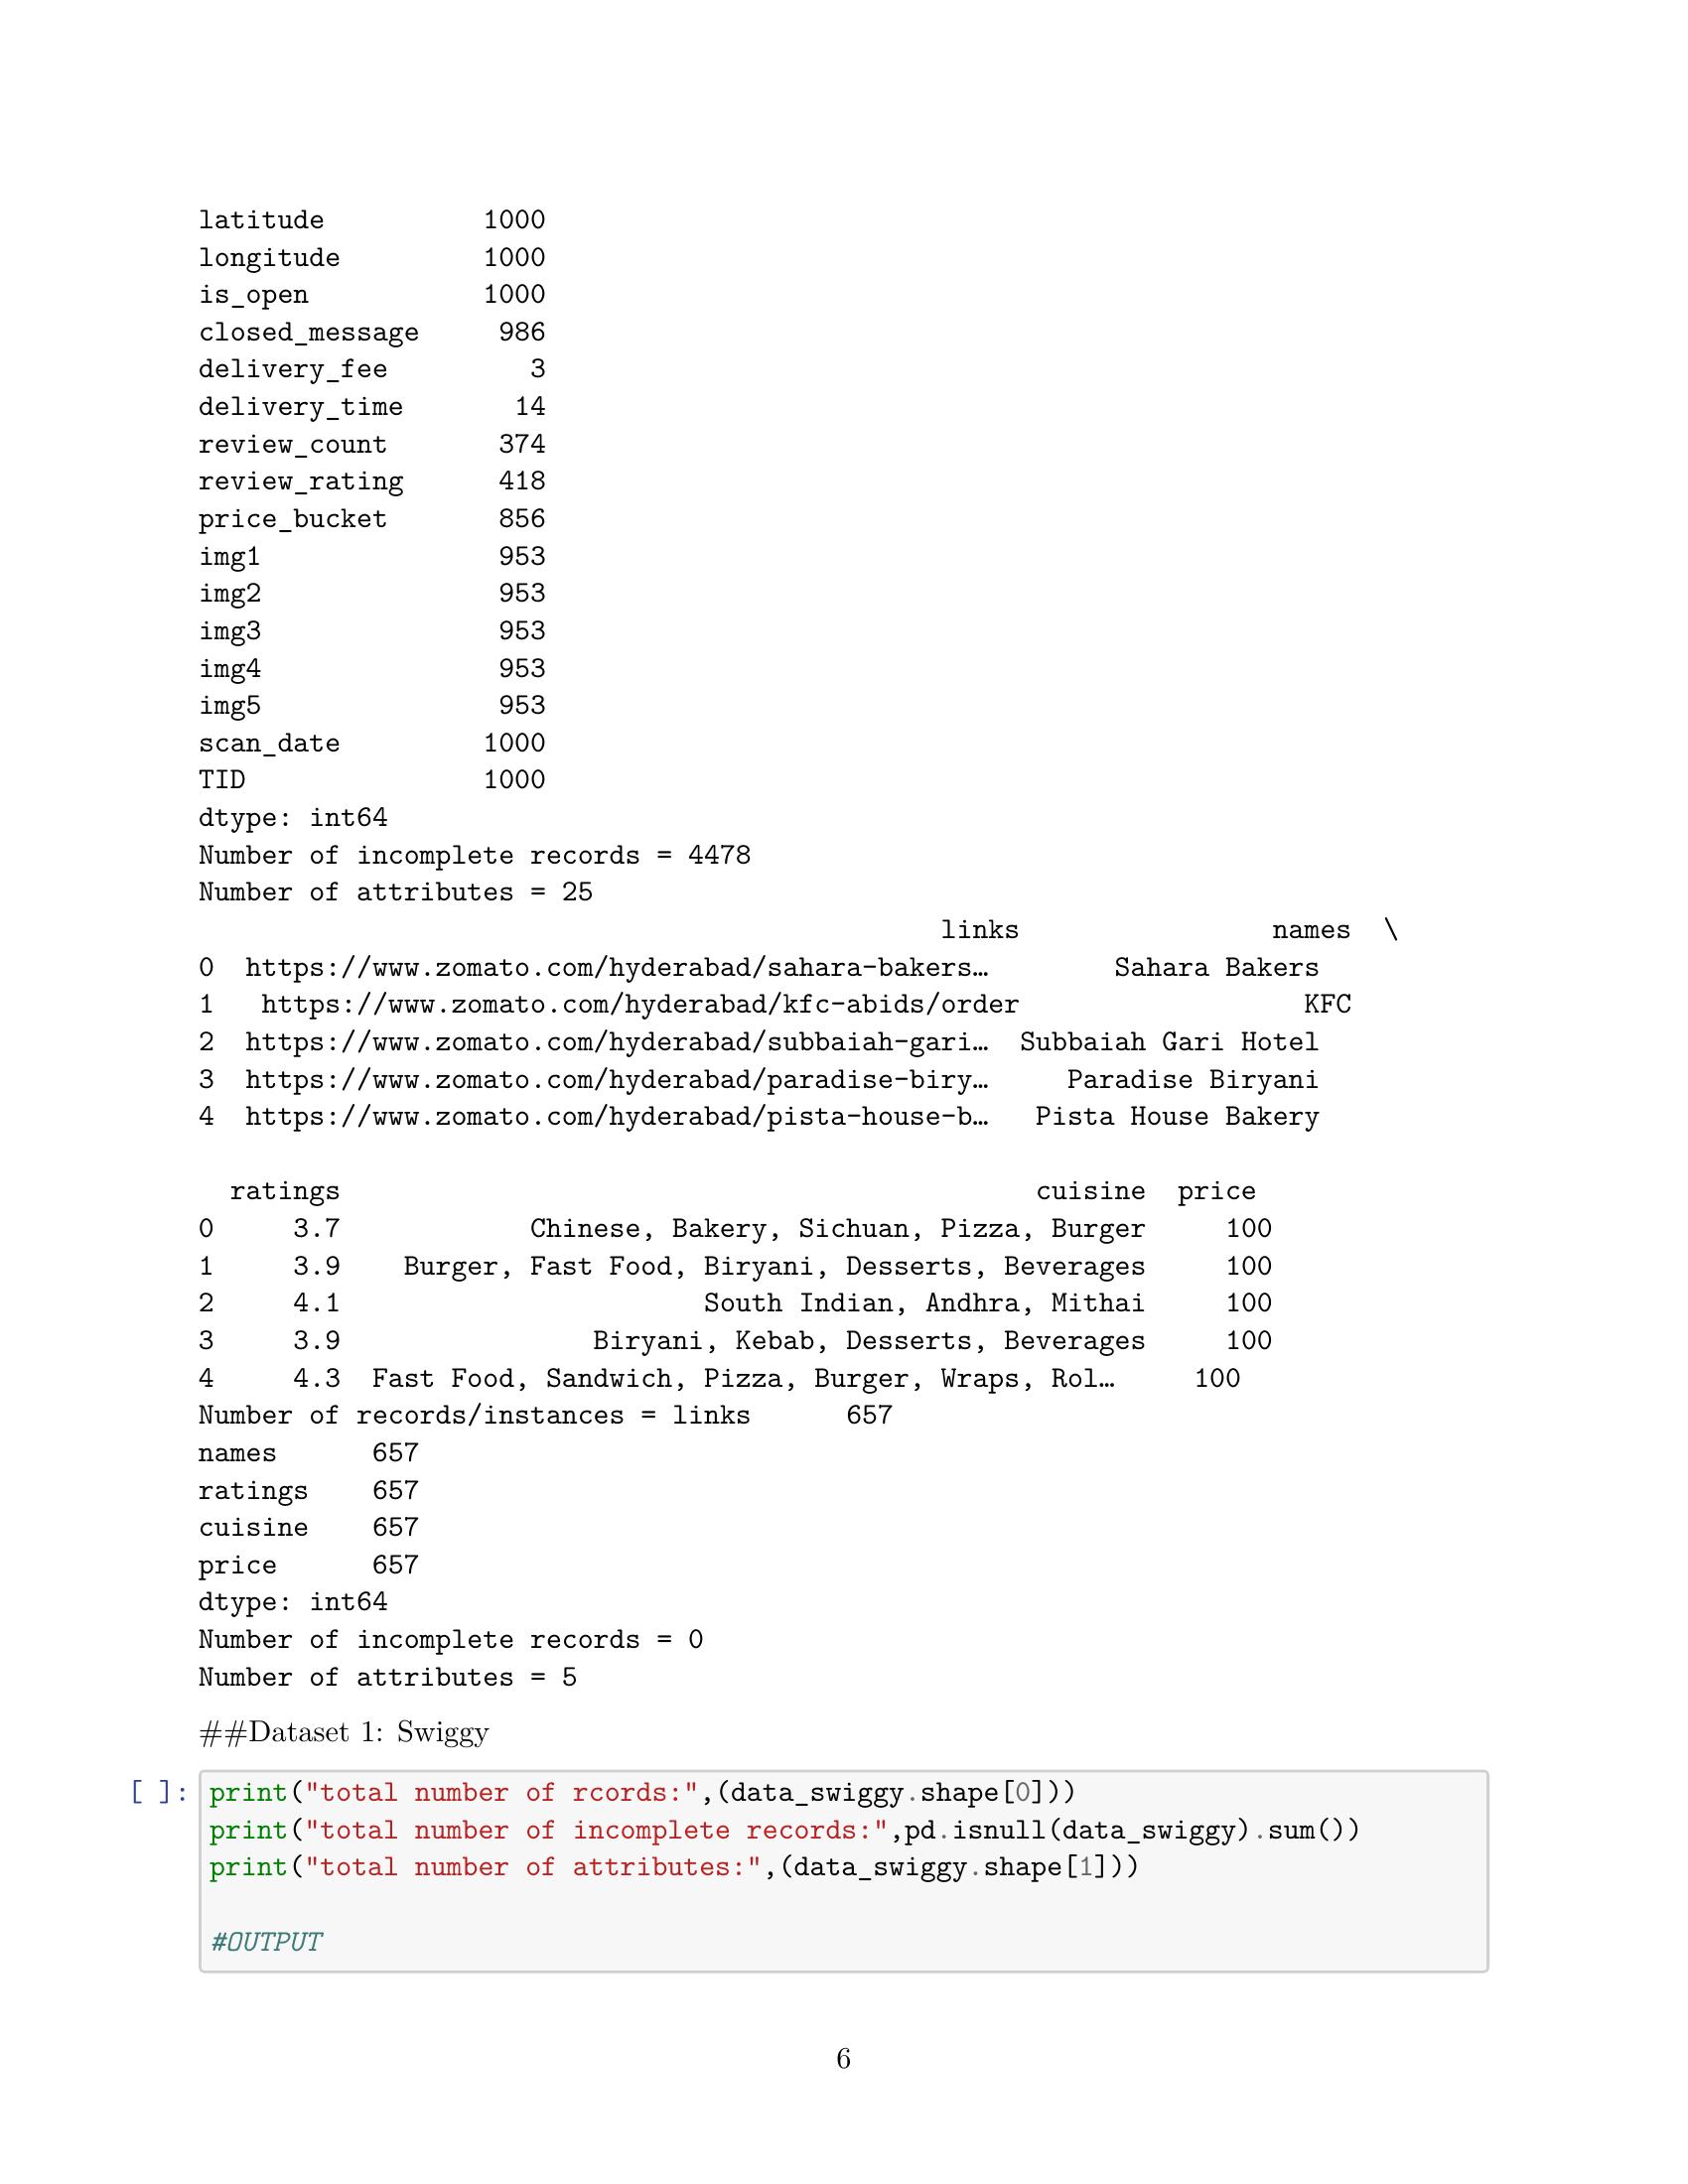 latitude          1000
longitude         1000
is_open           1000
closed_message     986
delivery_fee         3
delivery_time       14
review_count       374
review_rating      418
price_bucket       856
img1               953
img2               953
img3               953
img4               953
img5               953
scan_date         1000
TID               1000
dtype: int64
Number of incomplete records = 4478
Number of attributes = 25
links                names  \
0  https://www.zomato.com/hyderabad/sahara-bakers…        Sahara Bakers
1   https://www.zomato.com/hyderabad/kfc-abids/order                  KFC
2  https://www.zomato.com/hyderabad/subbaiah-gari…  Subbaiah Gari Hotel
3  https://www.zomato.com/hyderabad/paradise-biry…     Paradise Biryani
4  https://www.zomato.com/hyderabad/pista-house-b…   Pista House Bakery
ratings                                            cuisine  price
0     3.7            Chinese, Bakery, Sichuan, Pizza, Burger     100
1     3.9    Burger, Fast Food, Biryani, Desserts, Beverages     100
2     4.1                       South Indian, Andhra, Mithai     100
3     3.9                Biryani, Kebab, Desserts, Beverages     100
4     4.3  Fast Food, Sandwich, Pizza, Burger, Wraps, Rol…     100
Number of records/instances = links      657
names      657
ratings    657
cuisine    657
price      657
dtype: int64
Number of incomplete records = 0
Number of attributes = 5
##Dataset 1: Swiggy
[ ]: print("total number of rcords:",(data_swiggy.shape[0]))
print("total number of incomplete records:",pd.isnull(data_swiggy).sum())
print("total number of attributes:",(data_swiggy.shape[1]))
#OUTPUT
6